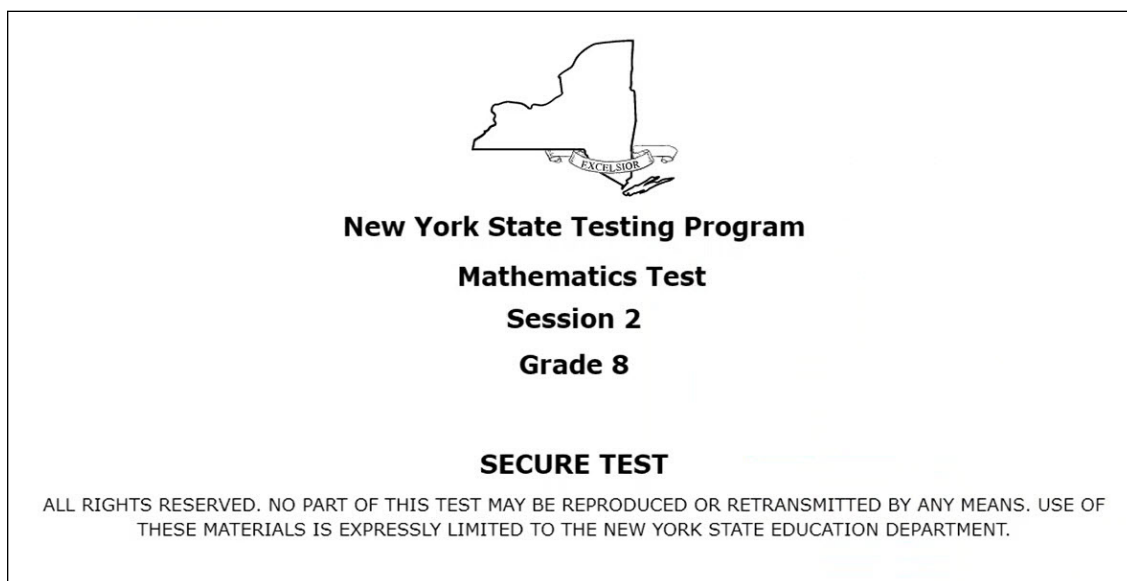 EXCELSIOR
New York State Testing Program
Mathematics Test
Session 2
Grade 8
SECURE TEST
ALL RIGHTS RESERVED. NO PART OF THIS TEST MAY BE REPRODUCED OR RETRANSMITTED BY ANY MEANS. USE OF
THESE MATERIALS IS EXPRESSLY LIMITED TO THE NEW YORK STATE EDUCATION DEPARTMENT.